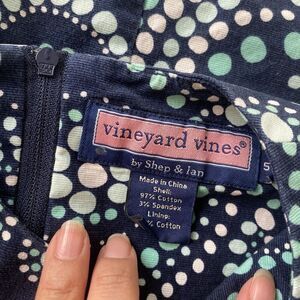 vineyard vines®
by Shep & Ian
Made in China
Shell:
97% Cotton
3% Spandex
Lining:
% Cotton